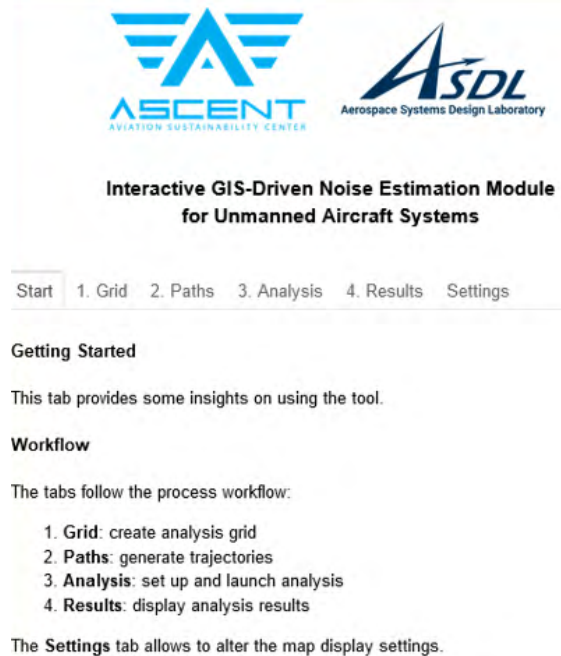 ASCENT
AVIATION SUSTAINABILITY CENTER
ASDL
Aerospace Systems Design Laboratory
Interactive GIS-Driven Noise Estimation Module
for Unmanned Aircraft Systems
Start 1. Grid 2. Paths 3. Analysis 4. Results Settings
Getting Started
This tab provides some insights on using the tool.
Workflow
The tabs follow the process workflow:
1. Grid: create analysis grid
2. Paths: generate trajectories
3. Analysis: set up and launch analysis
4. Results: display analysis results
The Settings tab allows to alter the map display settings.